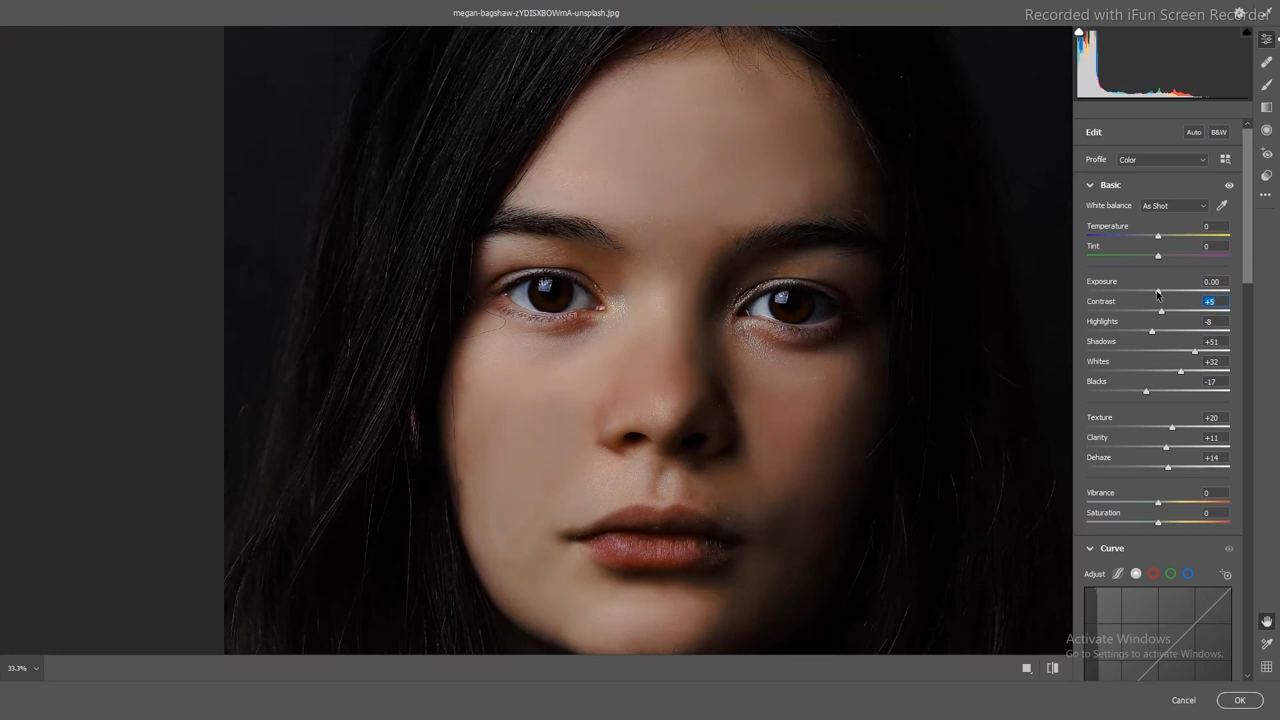 megan-bagshaw-zYDISXBOWmA-unsplash.jpg
Recorded with iFun Screen Recorder
Edit
Auto
B&W
Profile
Color
Basic
White balance
As Shot
Temperature
0
Tint
0
Exposure
0.00
Contrast
+5
Highlights
-8
Shadows
+51
Whites
+32
Blacks
-17
Texture
+20
Clarity
+11
Dehaze
+14
Vibrance
0
Saturation
0
Curve
Adjust
Activate Windows
Go to Settings to activate Windows.
33.3%
Cancel
OK